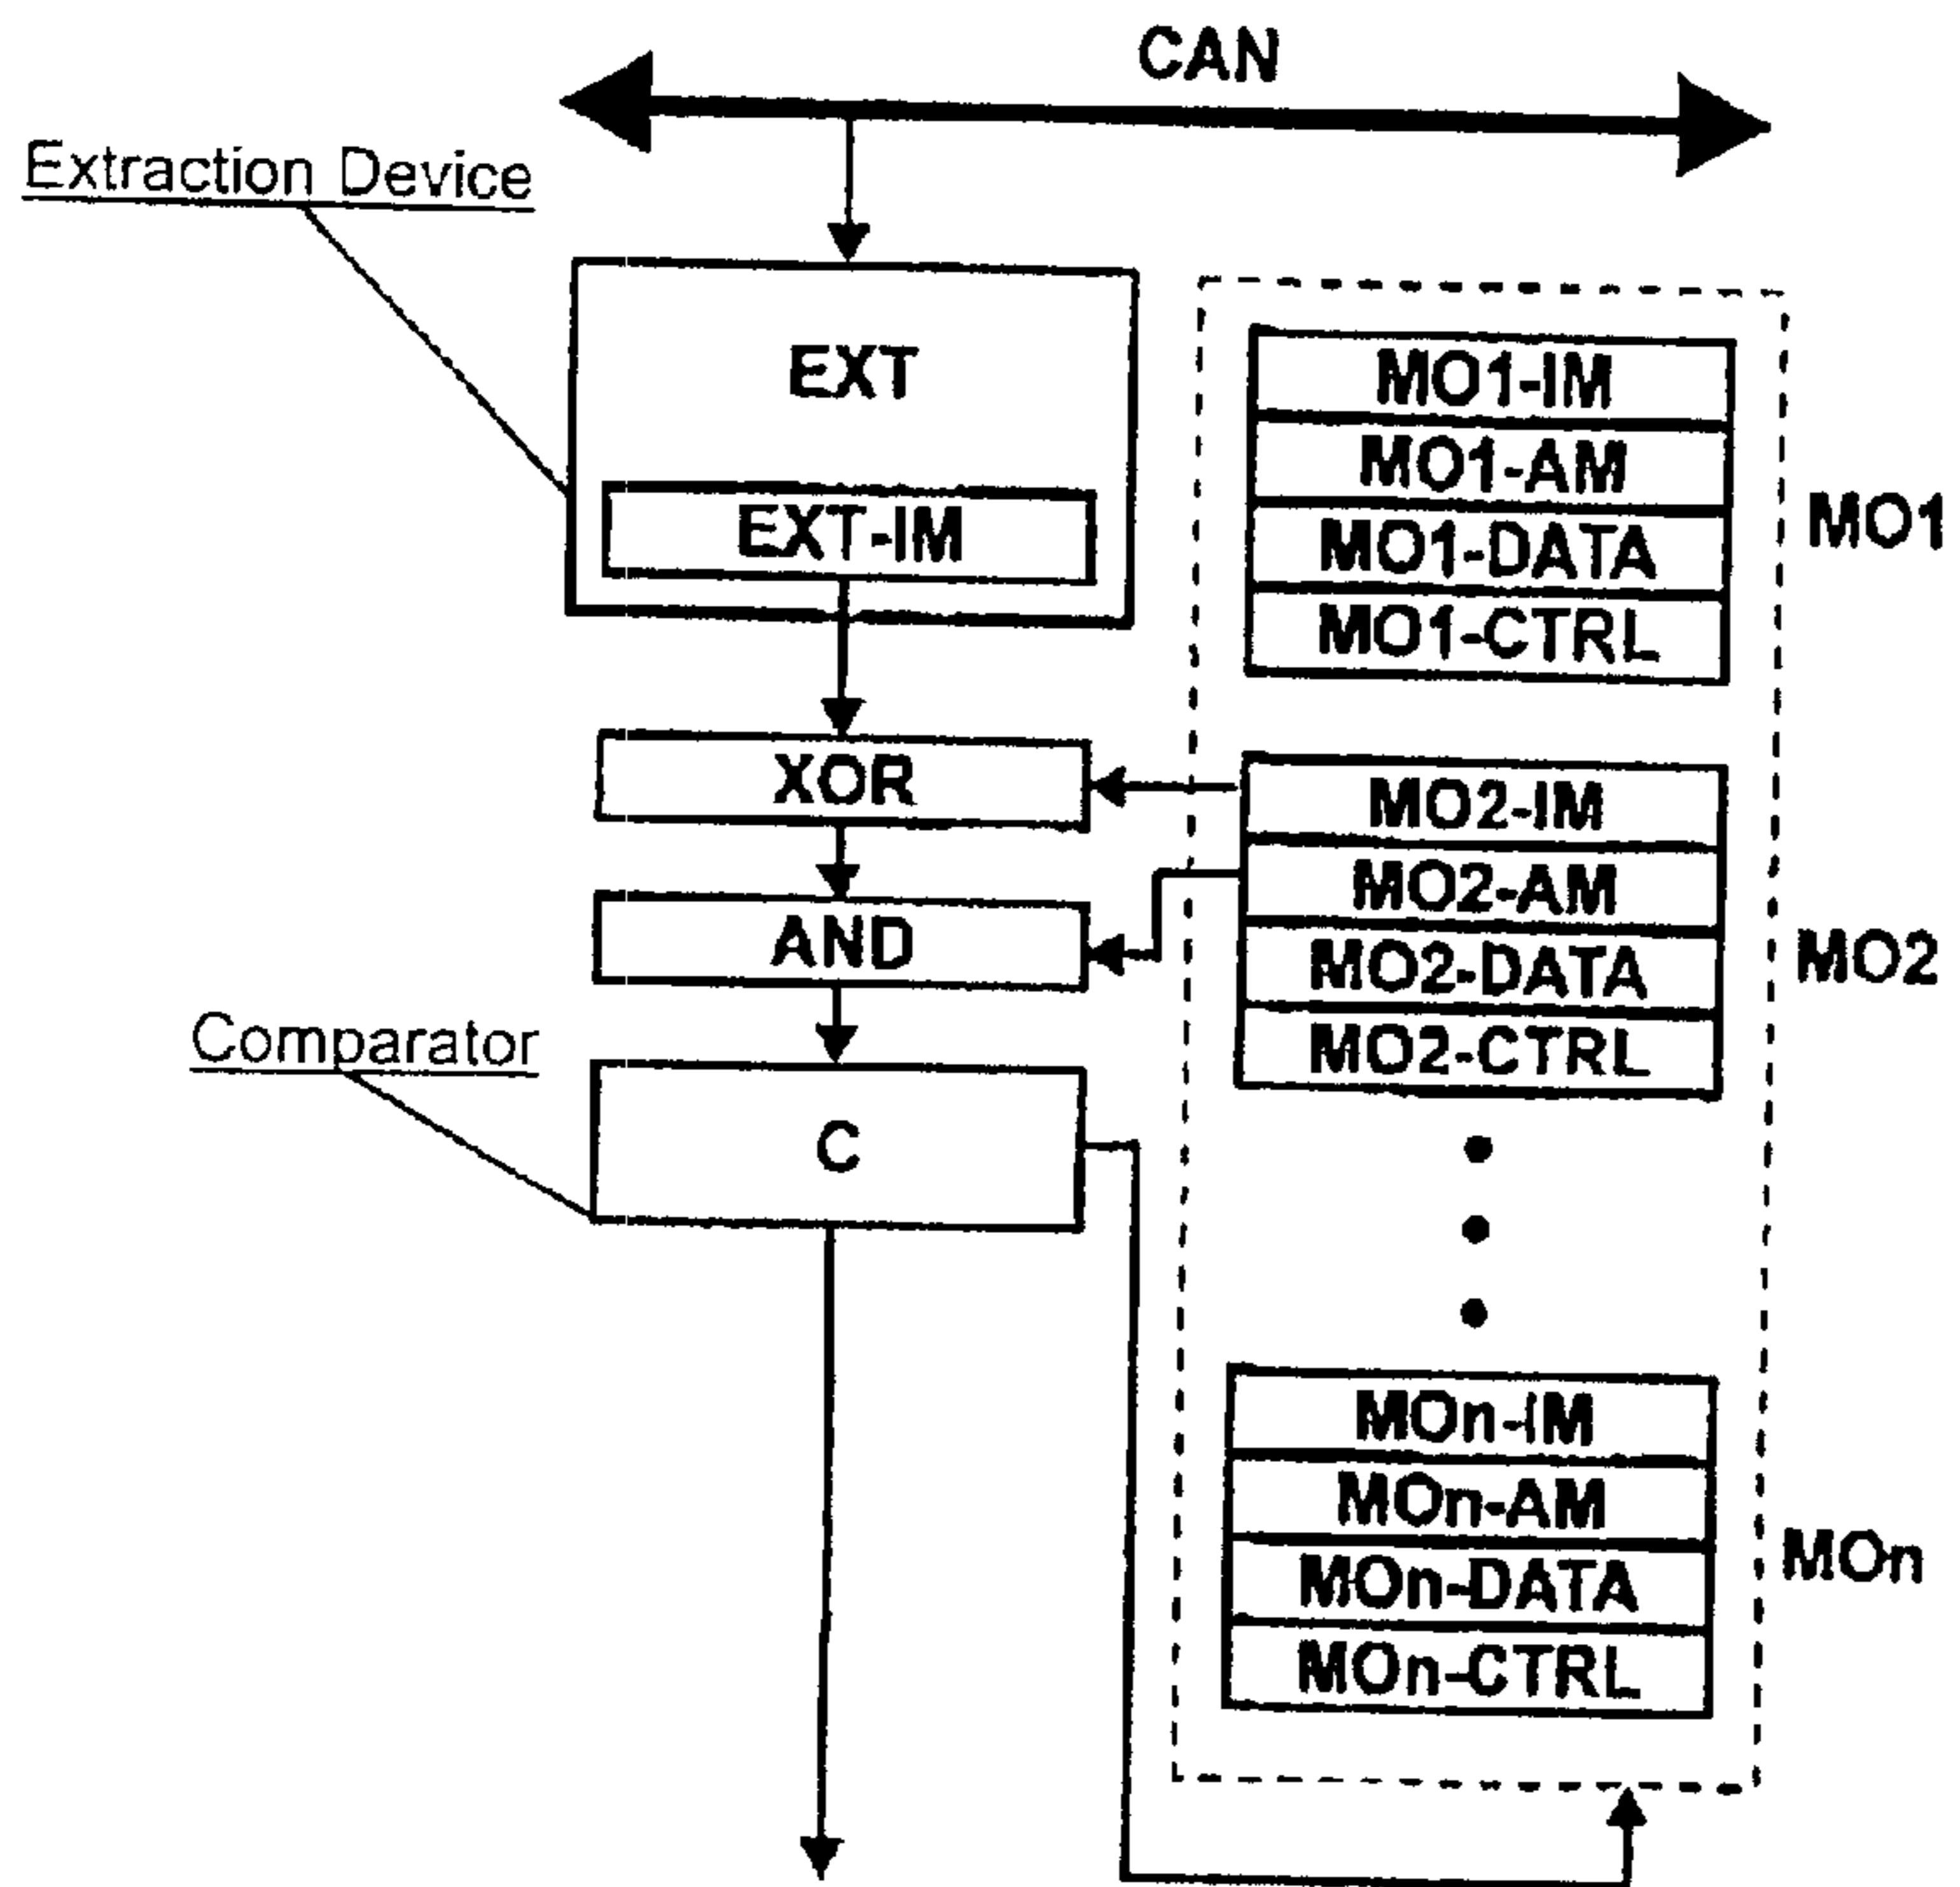 CAN
Extraction Device
EXT
EXT-IM
MO1-IM
MO1-AM
MO1-DATA
MO1-CTRL
MO1
XOR
AND
MO2-IM
MO2-AM
MO2-DATA
MO2-CTRL
MO2
Comparator
C
MOn-IM
MOn-AM
MOn-DATA
MOn-CTRL
MOn